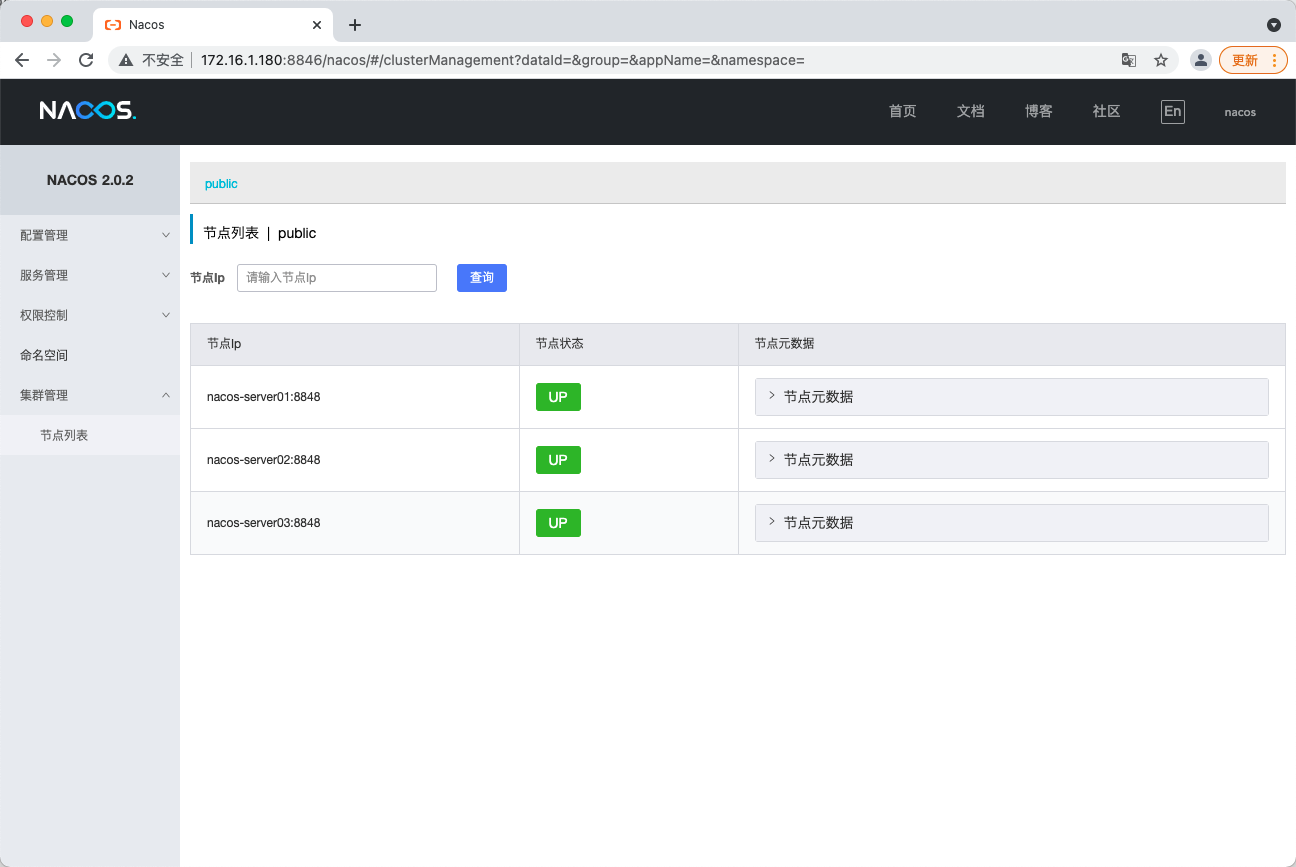 Nacos
不安全 172.16.1.180:8846/nacos/#/clusterManagement?dataId=&group=&appName=&namespace= 更新
NACOS. 首页 文档 博客 社区 En nacos
NACOS 2.0.2
配置管理
服务管理
权限控制
命名空间
集群管理
节点列表
public
节点列表 | public
节点Ip 请输入节点Ip 查询
节点Ip 节点状态 节点元数据
nacos-server01:8848 UP 节点元数据
nacos-server02:8848 UP 节点元数据
nacos-server03:8848 UP 节点元数据